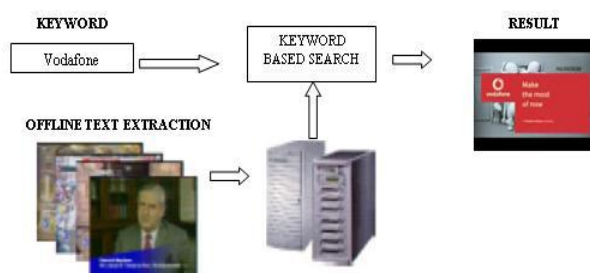 KEYWORD
Vodafone
KEYWORD
BASED SEARCH
RESULT
vodafone
Make
the most
of now
OFFLINE TEXT EXTRACTION